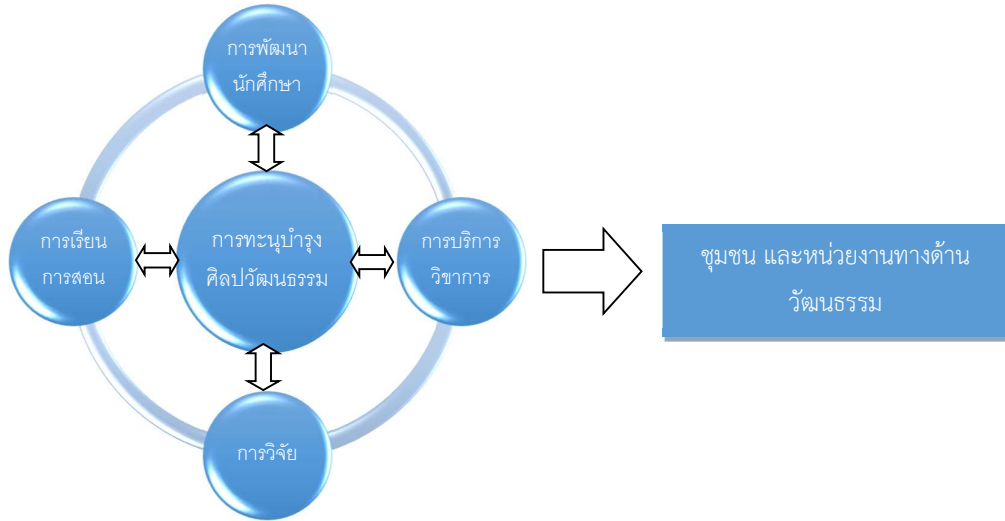 การพัฒนา
นักศึกษา
การเรียน
การสอน
การทะนุบำรุง
ศิลปวัฒนธรรม
การบริการ
วิชาการ
การวิจัย
ชุมชน และหน่วยงานทางด้าน
วัฒนธรรม